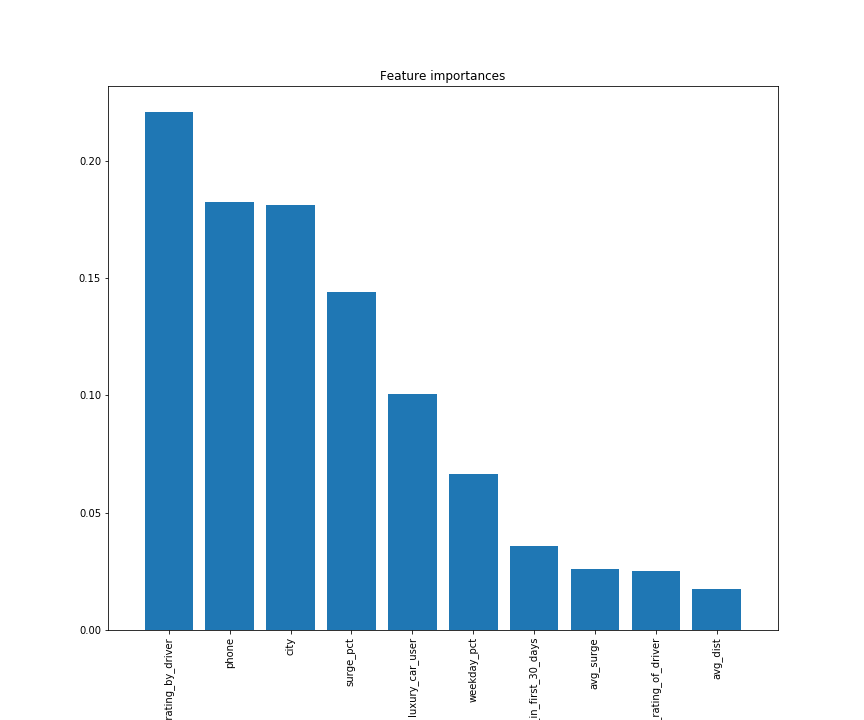 Feature importances
0.20
0.15
0.10
0.05
0.00
rating_by_driver
phone
city
surge_pct
luxury_car_user
weekday_pct
in_first_30_days
avg_surge
_rating_of_driver
avg_dist